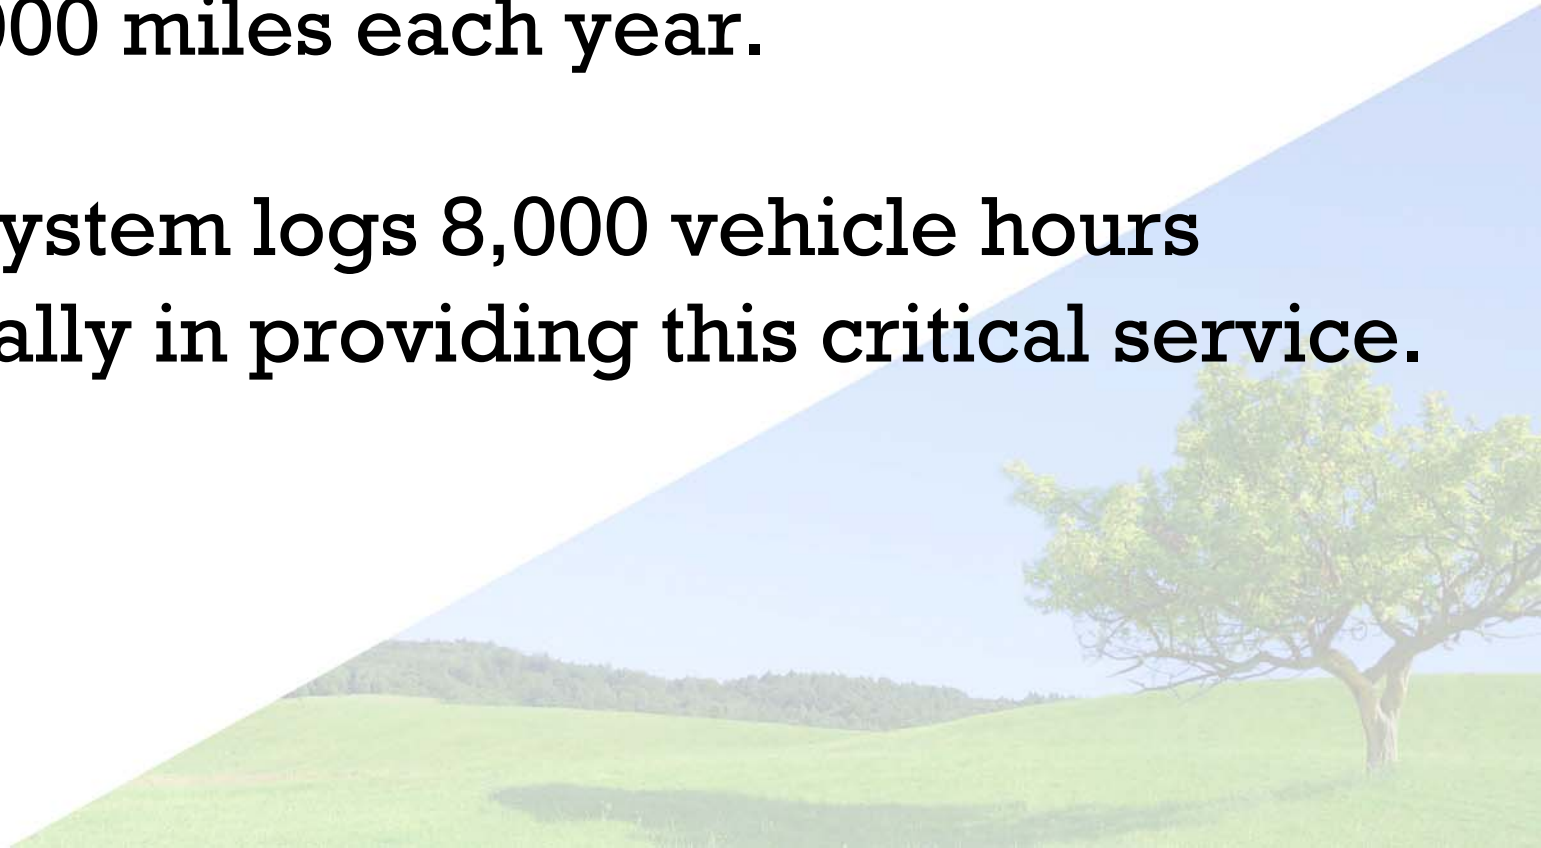 000 miles each year.
ystem logs 8,000 vehicle hours
ally in providing this critical service.